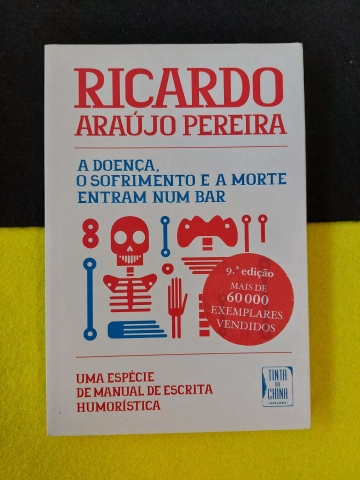 RICARDO
ARAÚJO PEREIRA
A DOENÇA,
O SOFRIMENTO E A MORTE
ENTRAM NUM BAR
9.ª edição
MAIS DE
60 000
EXEMPLARES
VENDIDOS
UMA ESPÉCIE
DE MANUAL DE ESCRITA
HUMORÍSTICA
TINTA
DA
CHINA